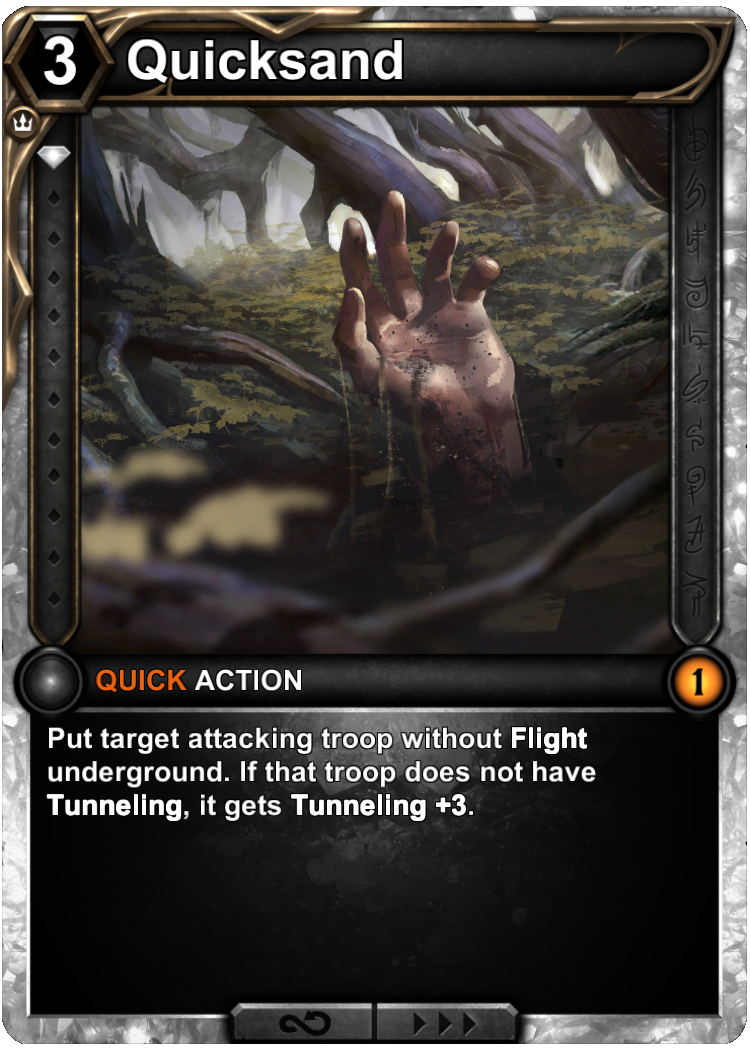 3
Quicksand
QUICK ACTION
1
Put target attacking troop without Flight
underground. If that troop does not have
Tunneling, it gets Tunneling +3.